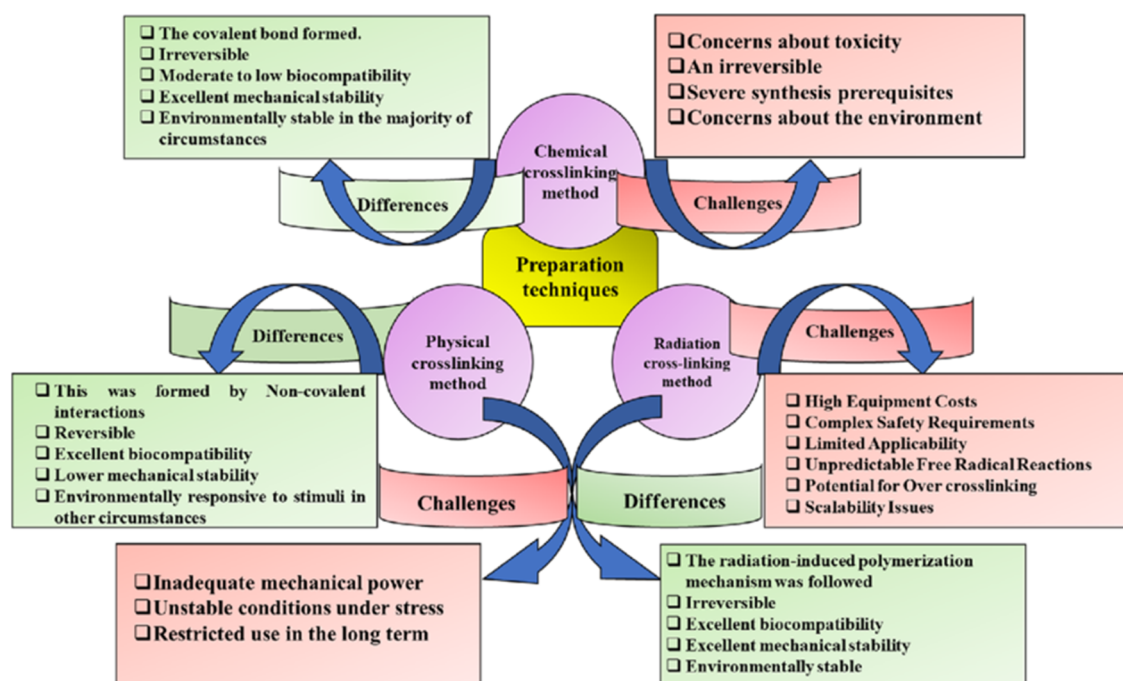 ❑The covalent bond formed.
❑Irreversible
❑Moderate to low biocompatibility
❑Excellent mechanical stability
❑Environmentally stable in the majority of
circumstances
❑Concerns about toxicity
❑An irreversible
❑Severe synthesis prerequisites
❑Concerns about the environment
Chemical
crosslinking
method
Differences
Challenges
Preparation
techniques
Differences
Physical
crosslinking
method
Radiation
cross-linking
method
Challenges
❑This was formed by Non-covalent
interactions
❑Reversible
❑Excellent biocompatibility
❑Lower mechanical stability
❑Environmentally responsive to stimuli in
other circumstances
❑High Equipment Costs
❑Complex Safety Requirements
❑Limited Applicability
❑Unpredictable Free Radical Reactions
❑Potential for Over crosslinking
❑Scalability Issues
Challenges
Differences
❑Inadequate mechanical power
❑Unstable conditions under stress
❑Restricted use in the long term
❑The radiation-induced polymerization
mechanism was followed
❑Irreversible
❑Excellent biocompatibility
❑Excellent mechanical stability
❑Environmentally stable